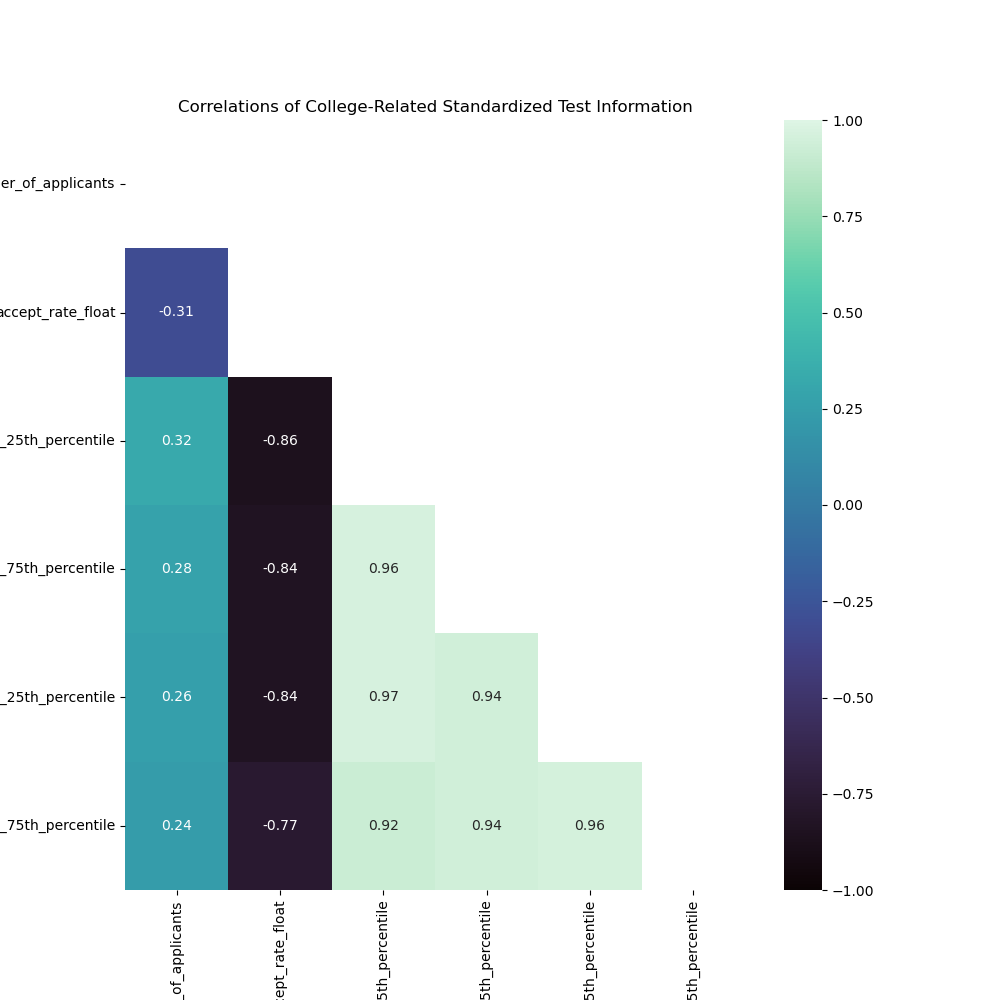 Correlations of College-Related Standardized Test Information
er_of_applicants
accept_rate_float
_25th_percentile
_75th_percentile
_25th_percentile
_75th_percentile
-0.31
0.32 -0.86
0.28 -0.84 0.96
0.26 -0.84 0.97 0.94
0.24 -0.77 0.92 0.94 0.96
_of_applicants
cept_rate_float
5th_percentile
5th_percentile
5th_percentile
5th_percentile
1.00
0.75
0.50
0.25
0.00
−0.25
−0.50
−0.75
−1.00